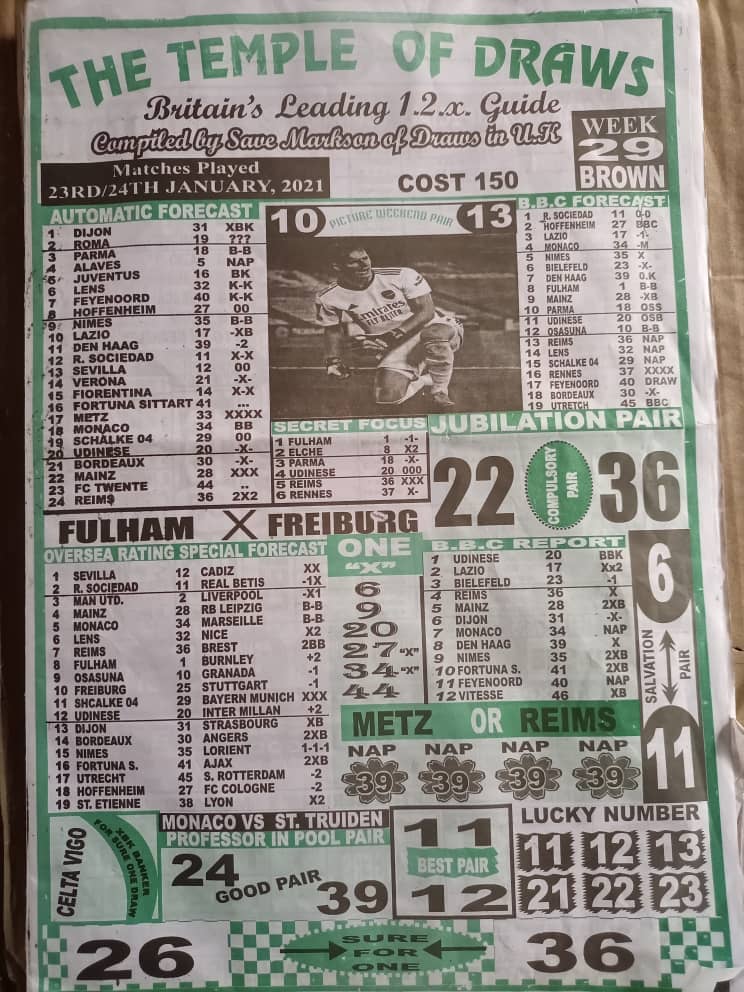 THE TEMPLE OF DRAWS
Britain's Leading 1.2.x. Guide
Compiled by Save Markson of Draws in U.K
WEEK
29
BROWN
Matches Played
23RD/24TH JANUARY, 2021
COST 150
AUTOMATIC FORECAST
1 DIJON 31 XBK
2 ROMA 19 ???
3 PARMA 18 B-B
4 ALAVES 5 NAP
5 JUVENTUS 16 BK
6 LENS 32 K-K
7 FEYENOORD 40 K-K
8 HOFFENHEIM 27 00
9 NIMES 35 B-B
10 LAZIO 17 -XB
11 DEN HAAG 39 -2
12 R. SOCIEDAD 11 X-X
13 SEVILLA 12 00
14 VERONA 21 -X-
15 FIORENTINA 14 X-X
16 FORTUNA SITTART 41 ...
17 METZ 33 XXXX
18 MONACO 34 BB
19 SCHALKE 04 29 00
20 UDINESE 20 -X-
21 BORDEAUX 30 -X-
22 MAINZ 28 XXX
23 FC TWENTE 44 ..
24 REIMS 36 2X2
10 PICTURE WEEKEND PAIR 13
Emirates
FLY BETTER
B.B.C FORECAST
1 R. SOCIEDAD 11 0-0
2 HOFFENHEIM 27 BBC
3 LAZIO 17 -1-
4 MONACO 34 -M
5 NIMES 35 X
6 BIELEFELD 23 -X-
7 DEN HAAG 39 0.K
8 FULHAM 1 B-B
9 MAINZ 28 -XB
10 PARMA 18 OSS
11 UDINESE 20 OSB
12 OSASUNA 10 B-B
13 REIMS 36 NAP
14 LENS 32 NAP
15 SCHALKE 04 29 NAP
16 RENNES 37 XXXX
17 FEYENOORD 40 DRAW
18 BORDEAUX 30 -X-
19 UTRETCH 45 BBC
SECRET FOCUS
1 FULHAM 1 -1-
2 ELCHE 8 X2
3 PARMA 18 -X-
4 UDINESE 20 000
5 REIMS 36 XXX
6 RENNES 37 X-
JUBILATION PAIR
22 COMPULSORY PAIR 36
FULHAM X FREIBURG
OVERSEA RATING SPECIAL FORECAST
1 SEVILLA 12 CADIZ XX
2 R. SOCIEDAD 11 REAL BETIS -1X
3 MAN UTD. 2 LIVERPOOL -X1
4 MAINZ 28 RB LEIPZIG B-B
5 MONACO 34 MARSEILLE B-B
6 LENS 32 NICE X2
7 REIMS 36 BREST 2BB
8 FULHAM 1 BURNLEY +2
9 OSASUNA 10 GRANADA -1
10 FREIBURG 25 STUTTGART -1
11 SHCALKE 04 29 BAYERN MUNICH XXX
12 UDINESE 20 INTER MILLAN +2
13 DIJON 31 STRASBOURG XB
14 BORDEAUX 30 ANGERS 2XB
15 NIMES 35 LORIENT 1-1-1
16 FORTUNA S. 41 AJAX 2XB
17 UTRECHT 45 S. ROTTERDAM -2
18 HOFFENHEIM 27 FC COLOGNE -2
19 ST. ETIENNE 38 LYON X2
ONE
"X"
6
9
20
27 "X"
34 "X"
44
B.B.C REPORT
1 UDINESE 20 BBK
2 LAZIO 17 Xx2
3 BIELEFELD 23 -1
4 REIMS 36 X
5 MAINZ 28 2XB
6 DIJON 31 -X-
7 MONACO 34 NAP
8 DEN HAAG 39 X
9 NIMES 35 2XB
10 FORTUNA S. 41 2XB
11 FEYENOORD 40 NAP
12 VITESSE 46 XB
6
SALVATION PAIR
11
METZ OR REIMS
NAP NAP NAP NAP
39 39 39 39
CELTA VIGO
XBK BANKER
FOR SURE ONE DRAW
MONACO VS ST. TRUIDEN
PROFESSOR IN POOL PAIR
24 GOOD PAIR 39
11
BEST PAIR
12
LUCKY NUMBER
11 12 13
21 22 23
26 SURE FOR ONE 36